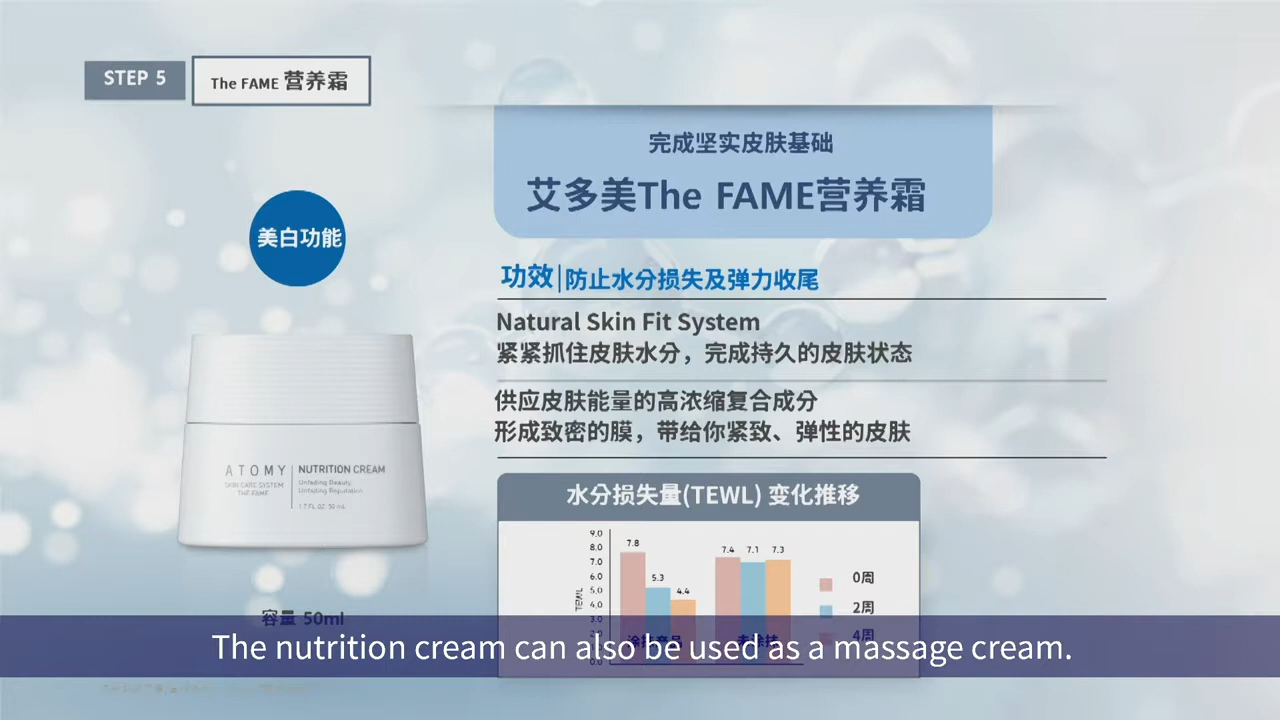 STEP 5
The FAME 营养霜
完成坚实皮肤基础
艾多美The FAME营养霜
美白功能
功效|防止水分损失及弹力收尾
Natural Skin Fit System
紧紧抓住皮肤水分，完成持久的皮肤状态
供应皮肤能量的高浓缩复合成分
形成致密的膜，带给你紧致、弹性的皮肤
ATOMY
SKIN CARE SYSTEM
THE FAME
NUTRITION CREAM
Unfading Beauty,
Unfading Reputation
1.7 FL.OZ. 50 mL
容量 50ml
水分损失量(TEWL) 变化推移
TEWL
9.0
8.0
7.0
6.0
5.0
4.0
3.0
7.8
5.3
4.4
7.4
7.1
7.3
0周
2周
4周
The nutrition cream can also be used as a massage cream.